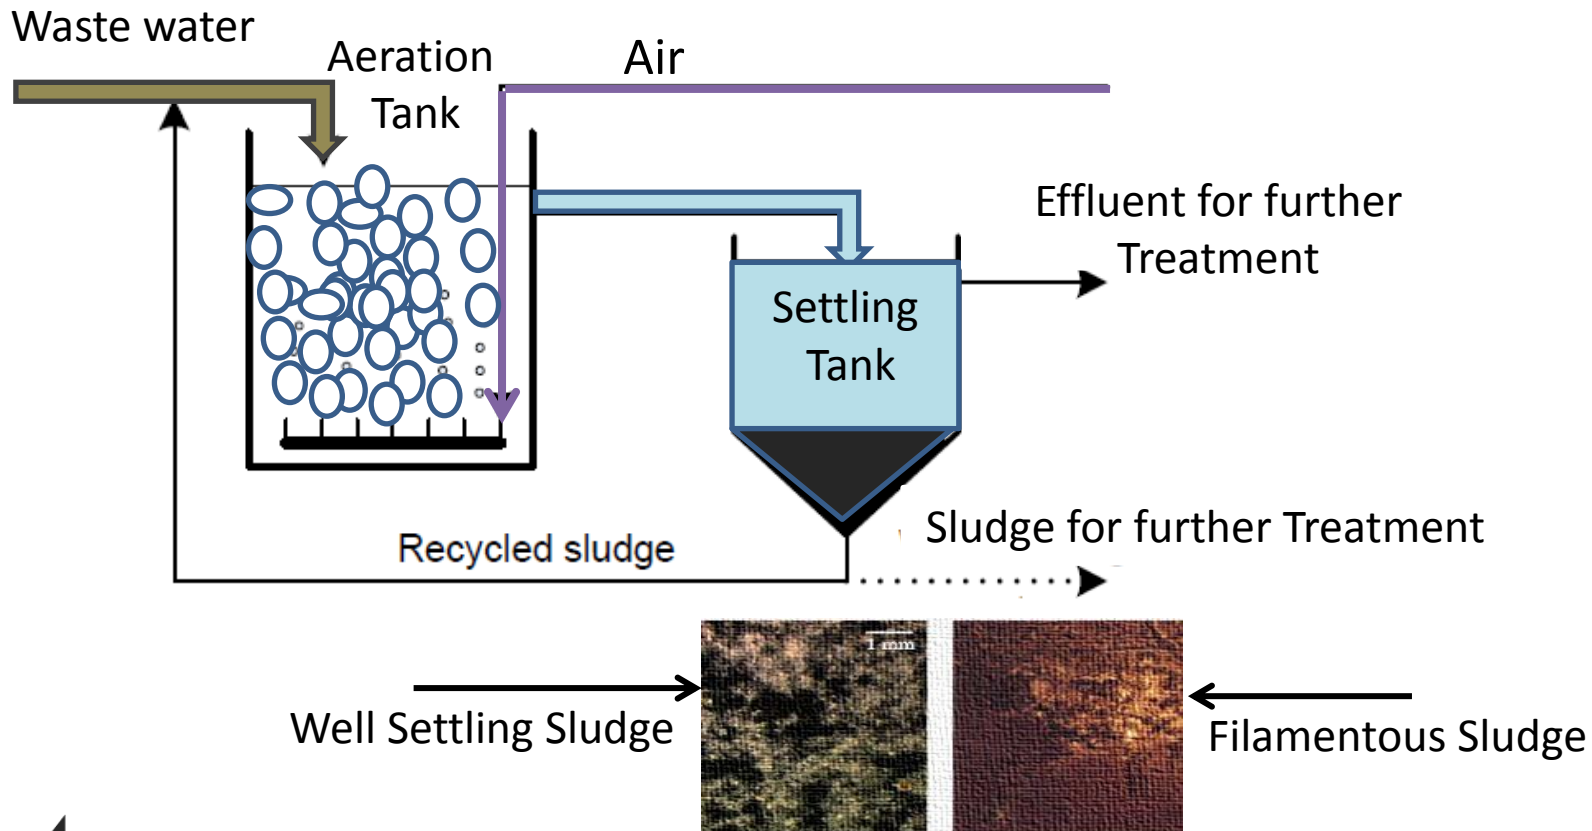 Waste water
Aeration
Tank
Air
Effluent for further
Treatment
Settling
Tank
Sludge for further Treatment
Recycled sludge
1 mm
Well Settling Sludge
Filamentous Sludge